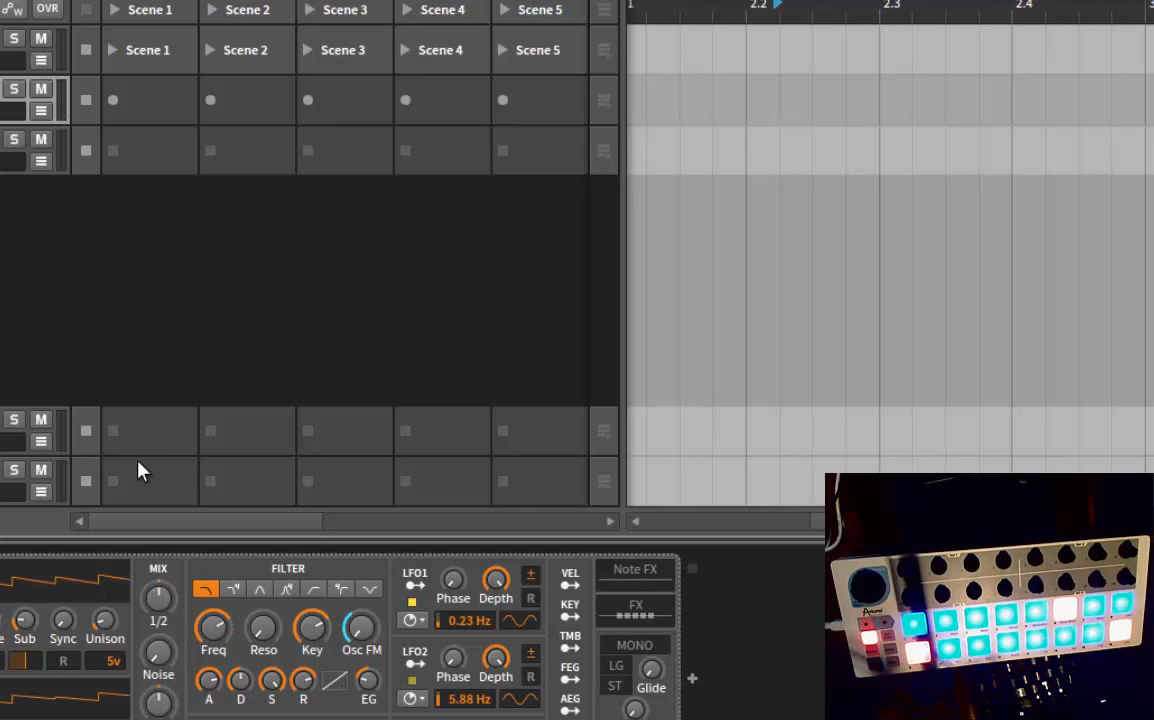 OVR Scene 1 Scene 2 Scene 3 Scene 4 Scene 5 1 2.2 2.3 2.4 3
S M Scene 1 Scene 2 Scene 3 Scene 4 Scene 5
S M
S M
S M
S M
MIX FILTER LFO1 VEL Note FX
Phase Depth ± KEY FX
R
1/2 0.23 Hz TMB MONO
Sub Sync Unison Freq Reso Key Osc FM LFO2 FEG LG
R 5v Noise Phase Depth ± R ST Glide
A D S R EG 5.88 Hz AEG
Arturia